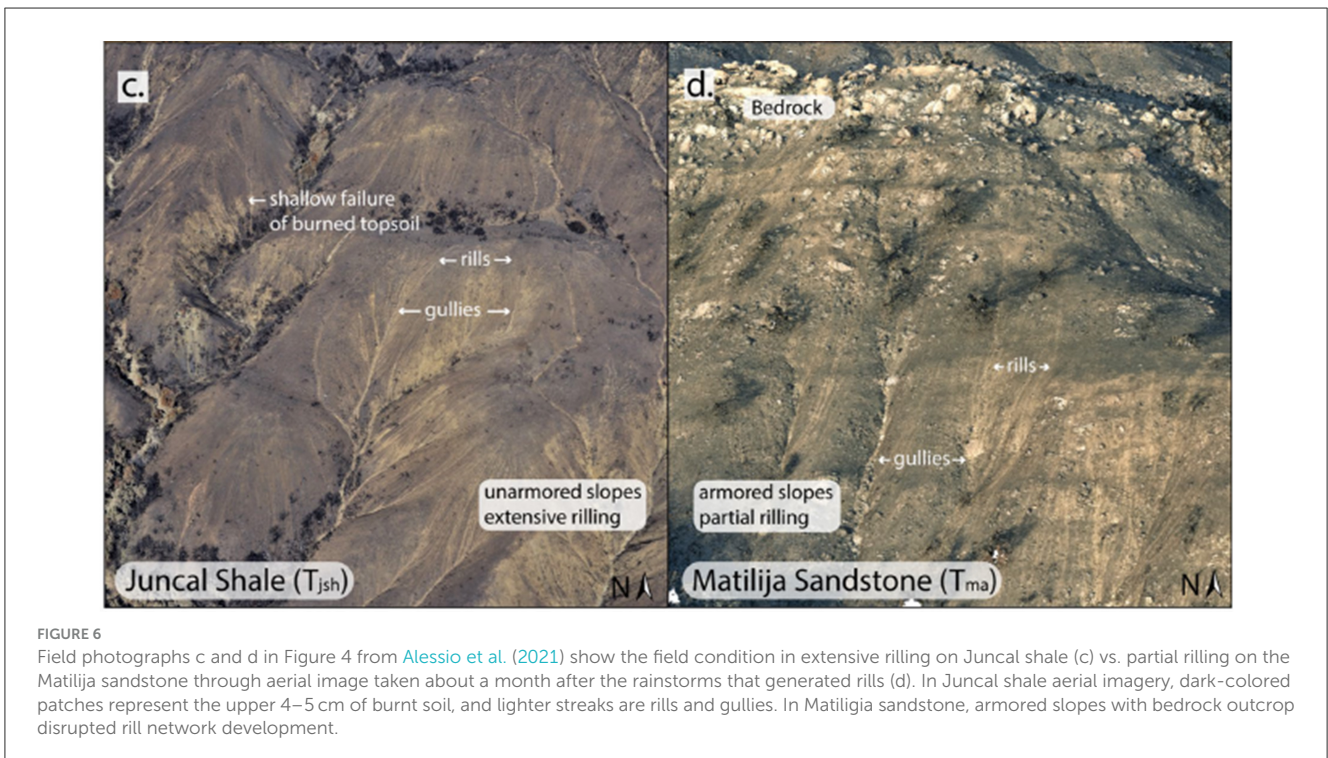 c.
← shallow failure
of burned topsoil
← rills →
← gullies →
unarmored slopes
extensive rilling
Juncal Shale (Tjsh)
N
d.
Bedrock
← rills →
← gullies →
armored slopes
partial rilling
Matilija Sandstone (Tma)
N
FIGURE 6
Field photographs c and d in Figure 4 from Alessio et al. (2021) show the field condition in extensive rilling on Juncal shale (c) vs. partial rilling on the
Matilija sandstone through aerial image taken about a month after the rainstorms that generated rills (d). In Juncal shale aerial imagery, dark-colored
patches represent the upper 4–5 cm of burnt soil, and lighter streaks are rills and gullies. In Matiligia sandstone, armored slopes with bedrock outcrop
disrupted rill network development.